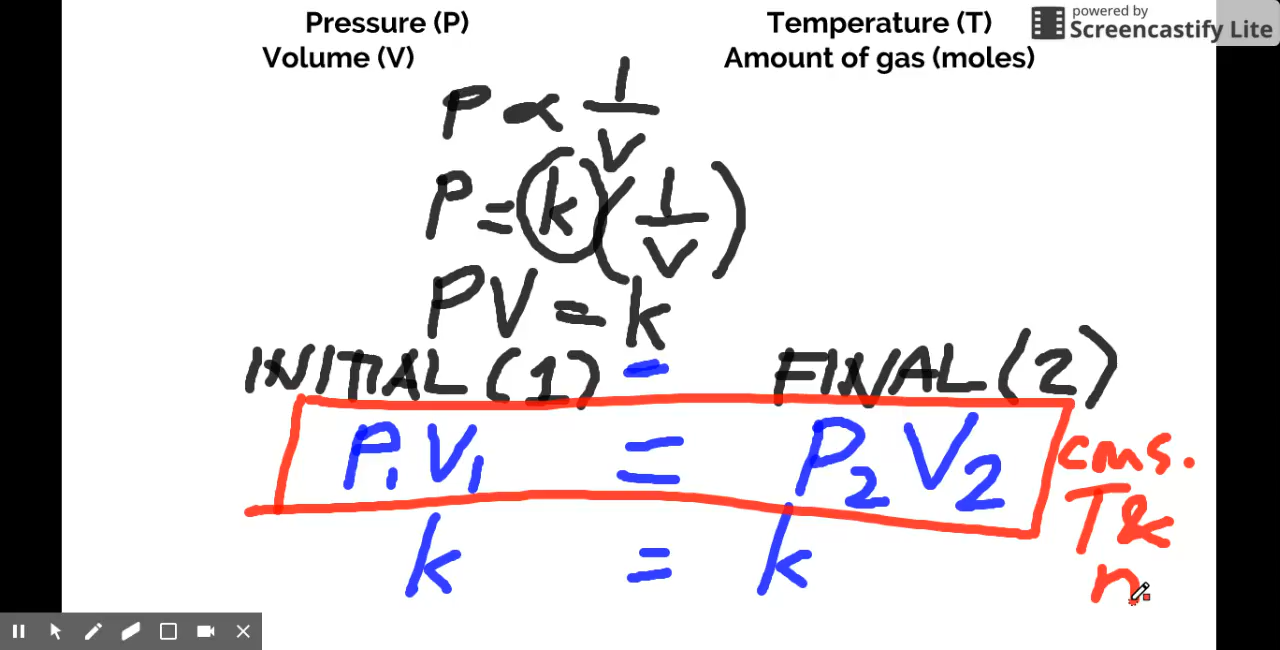 Pressure (P) Temperature (T)
powered by
Screencastify Lite
Volume (V) Amount of gas (moles)
P ∝ 1/V
P = (k)(1/V)
PV = k
INITIAL (1) = FINAL (2)
P₁V₁ = P₂V₂
cms.
T &
n
k = k